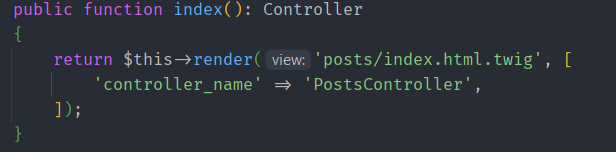 public function index(): Controller
{
    return $this->render( view: 'posts/index.html.twig', [
        'controller_name' => 'PostsController',
    ]);
}